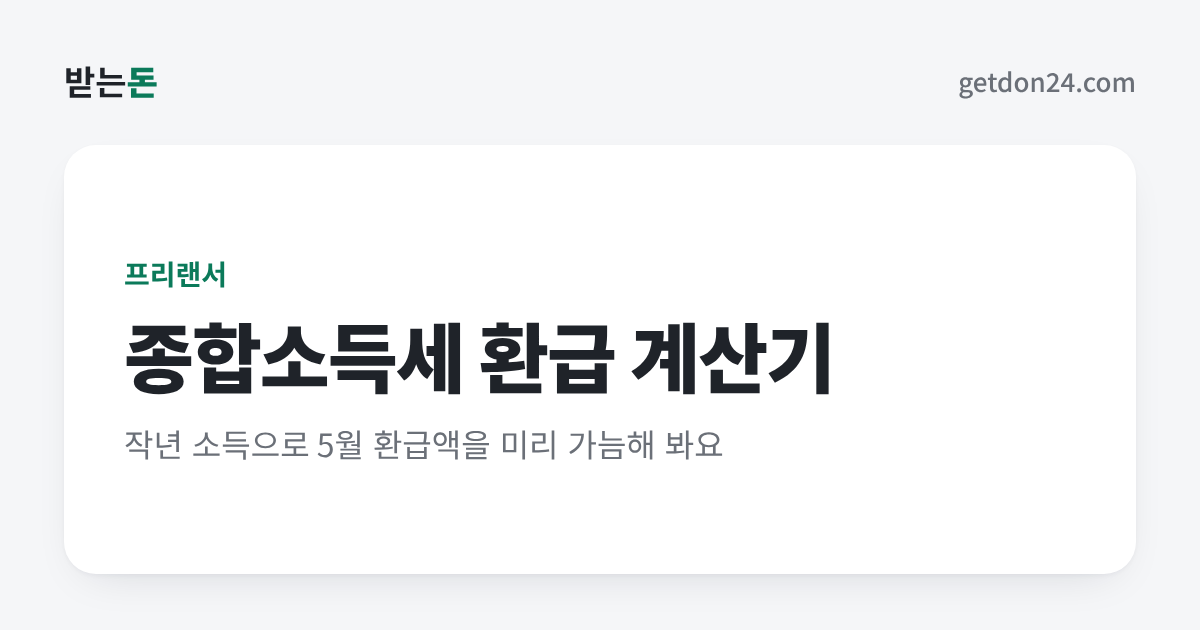 받는돈
getdon24.com
프리랜서
종합소득세 환급 계산기
작년 소득으로 5월 환급액을 미리 가늠해 봐요